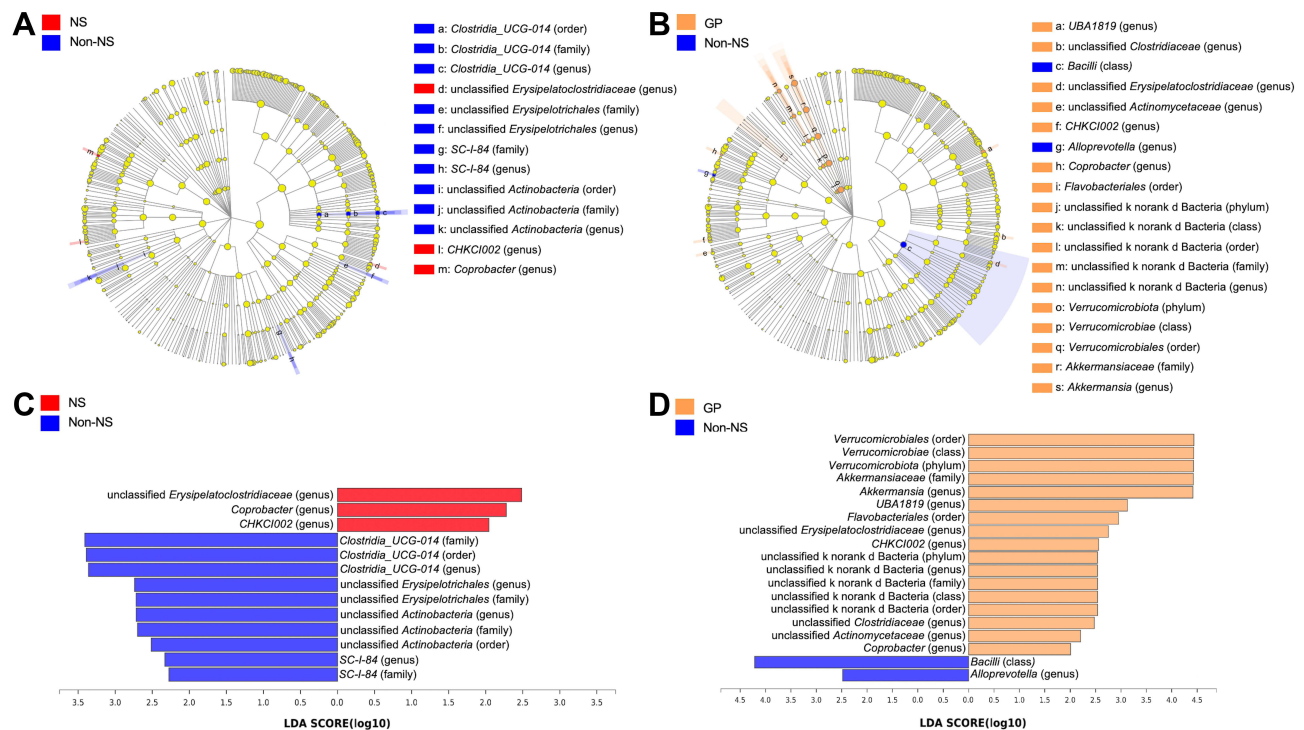 A
NS
Non-NS
a: Clostridia_UCG-014 (order)
b: Clostridia_UCG-014 (family)
c: Clostridia_UCG-014 (genus)
d: unclassified Erysipelatoclostridiaceae (genus)
e: unclassified Erysipelotrichales (family)
f: unclassified Erysipelotrichales (genus)
g: SC-I-84 (family)
h: SC-I-84 (genus)
i: unclassified Actinobacteria (order)
j: unclassified Actinobacteria (family)
k: unclassified Actinobacteria (genus)
l: CHKCI002 (genus)
m: Coprobacter (genus)
m
l
k
j
i
a
b
c
d
e
f
g
h
B
GP
Non-NS
a: UBA1819 (genus)
b: unclassified Clostridiaceae (genus)
c: Bacilli (class)
d: unclassified Erysipelatoclostridiaceae (genus)
e: unclassified Actinomycetaceae (genus)
f: CHKCI002 (genus)
g: Alloprevotella (genus)
h: Coprobacter (genus)
i: Flavobacteriales (order)
j: unclassified k norank d Bacteria (phylum)
k: unclassified k norank d Bacteria (class)
l: unclassified k norank d Bacteria (order)
m: unclassified k norank d Bacteria (family)
n: unclassified k norank d Bacteria (genus)
o: Verrucomicrobiota (phylum)
p: Verrucomicrobiae (class)
q: Verrucomicrobiales (order)
r: Akkermansiaceae (family)
s: Akkermansia (genus)
s
n
r
m
q
l
p
k
o
j
i
h
g
f
e
a
b
c
d
C
NS
Non-NS
unclassified Erysipelatoclostridiaceae (genus)
Coprobacter (genus)
CHKCI002 (genus)
Clostridia_UCG-014 (family)
Clostridia_UCG-014 (order)
Clostridia_UCG-014 (genus)
unclassified Erysipelotrichales (genus)
unclassified Erysipelotrichales (family)
unclassified Actinobacteria (genus)
unclassified Actinobacteria (family)
unclassified Actinobacteria (order)
SC-I-84 (genus)
SC-I-84 (family)
3.5 3.0 2.5 2.0 1.5 1.0 0.5 0.0 0.5 1.0 1.5 2.0 2.5 3.0 3.5
LDA SCORE(log10)
D
GP
Non-NS
Verrucomicrobiales (order)
Verrucomicrobiae (class)
Verrucomicrobiota (phylum)
Akkermansiaceae (family)
Akkermansia (genus)
UBA1819 (genus)
Flavobacteriales (order)
unclassified Erysipelatoclostridiaceae (genus)
CHKCI002 (genus)
unclassified k norank d Bacteria (phylum)
unclassified k norank d Bacteria (genus)
unclassified k norank d Bacteria (family)
unclassified k norank d Bacteria (class)
unclassified k norank d Bacteria (order)
unclassified Clostridiaceae (genus)
unclassified Actinomycetaceae (genus)
Coprobacter (genus)
Bacilli (class)
Alloprevotella (genus)
4.5 4.0 3.5 3.0 2.5 2.0 1.5 1.0 0.5 0.0 0.5 1.0 1.5 2.0 2.5 3.0 3.5 4.0 4.5
LDA SCORE(log10)